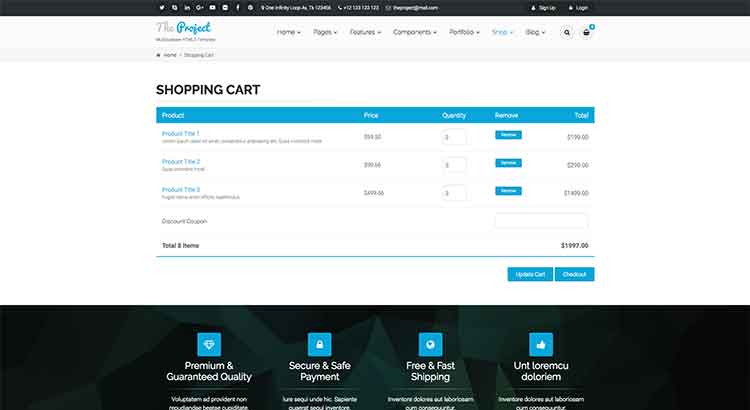 9 One Infinity Loop Av, Tk 123456 +12 123 123 123 theproject@mail.com Sign Up Login
The Project
Multipurpose HTML5 Template
Home Pages Features Components Portfolio Shop Blog
Home / Shopping Cart
SHOPPING CART
Product Price Quantity Remove Total
Product Title 1
Lorem ipsum dolor sit amet, consectetur adipisicing elit. Quas inventore modi
$99.50 Remove $199.00
Product Title 2
Quas inventore modi
$99.66 3 Remove $299.00
Product Title 3
Fugiat nemo enim officiis repellendus
$499.66 3 Remove $1499.00
Discount Coupon
Total 8 Items $1997.00
Update Cart Checkout
Premium &
Guaranteed Quality
Voluptatem ad provident non
repudiandae beatae cupiditate
Secure & Safe
Payment
Iure sequi unde hic. Sapiente
quaerat sequi inventore
Free & Fast
Shipping
Inventore dolores aut laboriosam
cum consequuntur.
Unt loremcu
doloriem
Inventore dolores aut laboriosam
cum consequuntur.